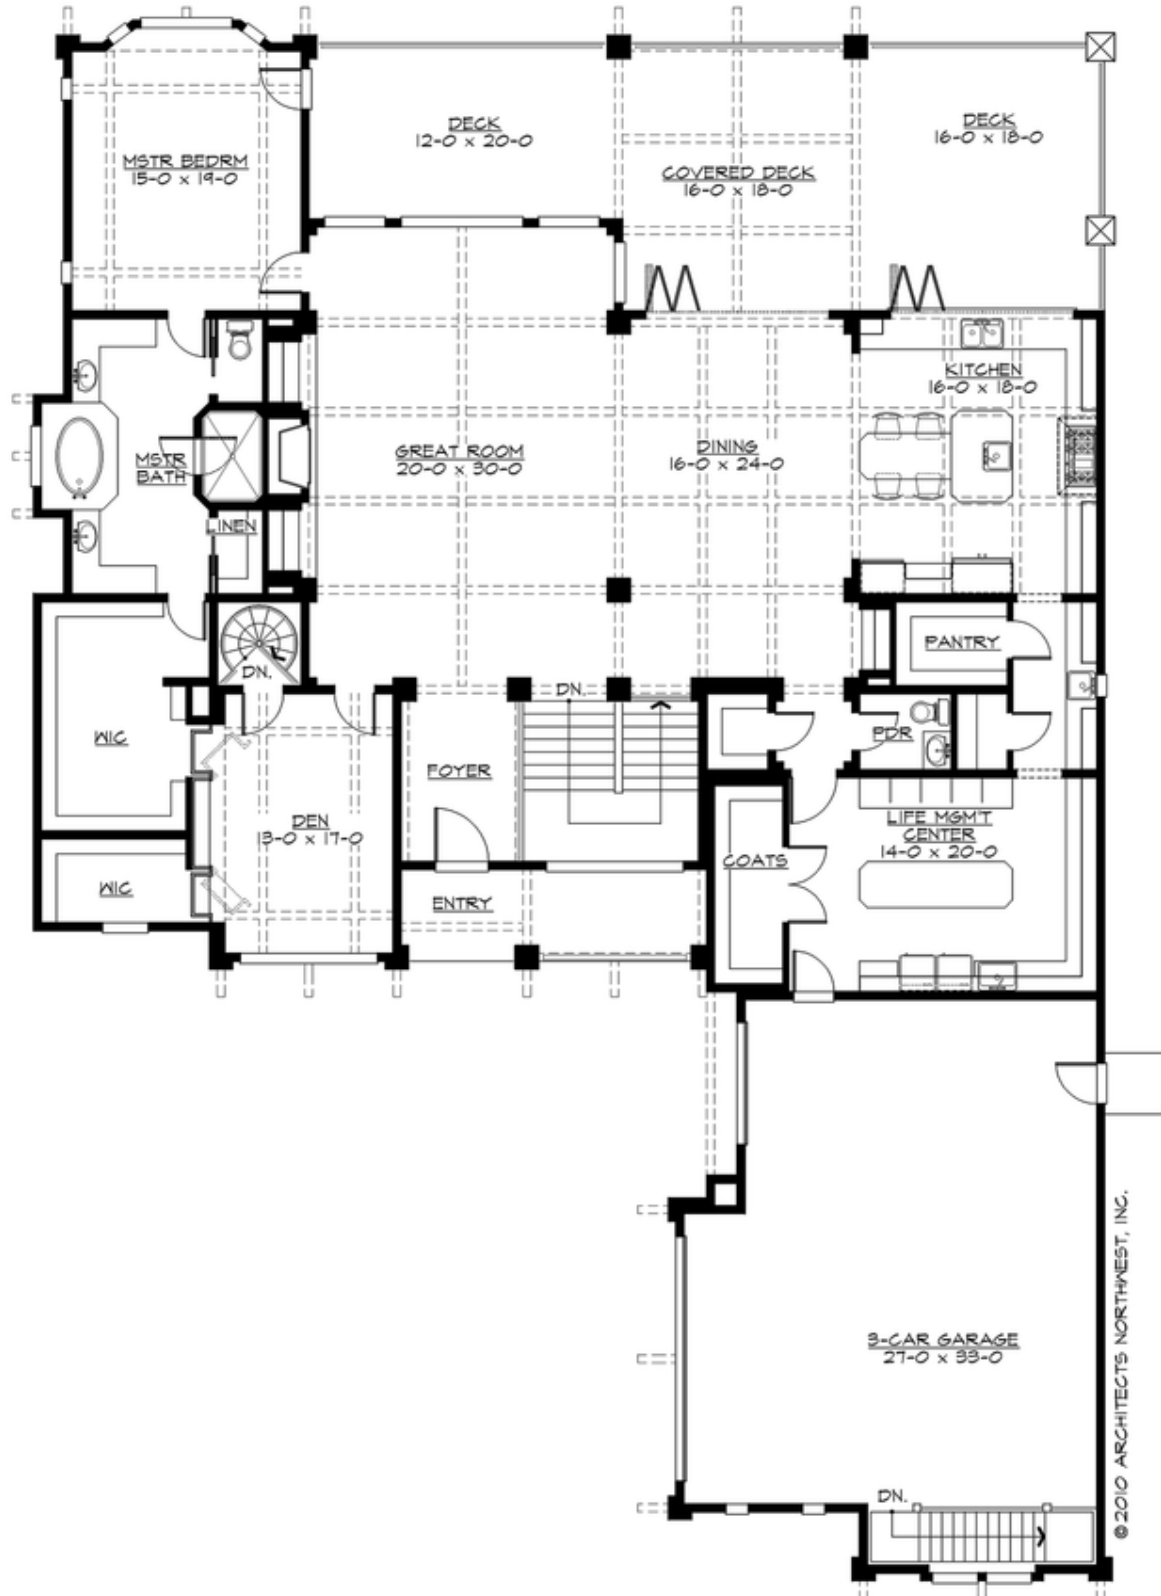 DECK
12-0 x 20-0
DECK
16-0 x 18-0
MSTR BEDRM
15-0 x 19-0
COVERED DECK
16-0 x 18-0
KITCHEN
16-0 x 18-0
GREAT ROOM
20-0 x 30-0
DINING
16-0 x 24-0
MSTR
BATH
LINEN
PANTRY
DN.
DN.
WIC
FOYER
PDR
DEN
13-0 x 17-0
LIFE MGM'T
CENTER
14-0 x 20-0
COATS
WIC
ENTRY
3-CAR GARAGE
27-0 x 33-0
DN.
©2010 ARCHITECTS NORTHWEST, INC.